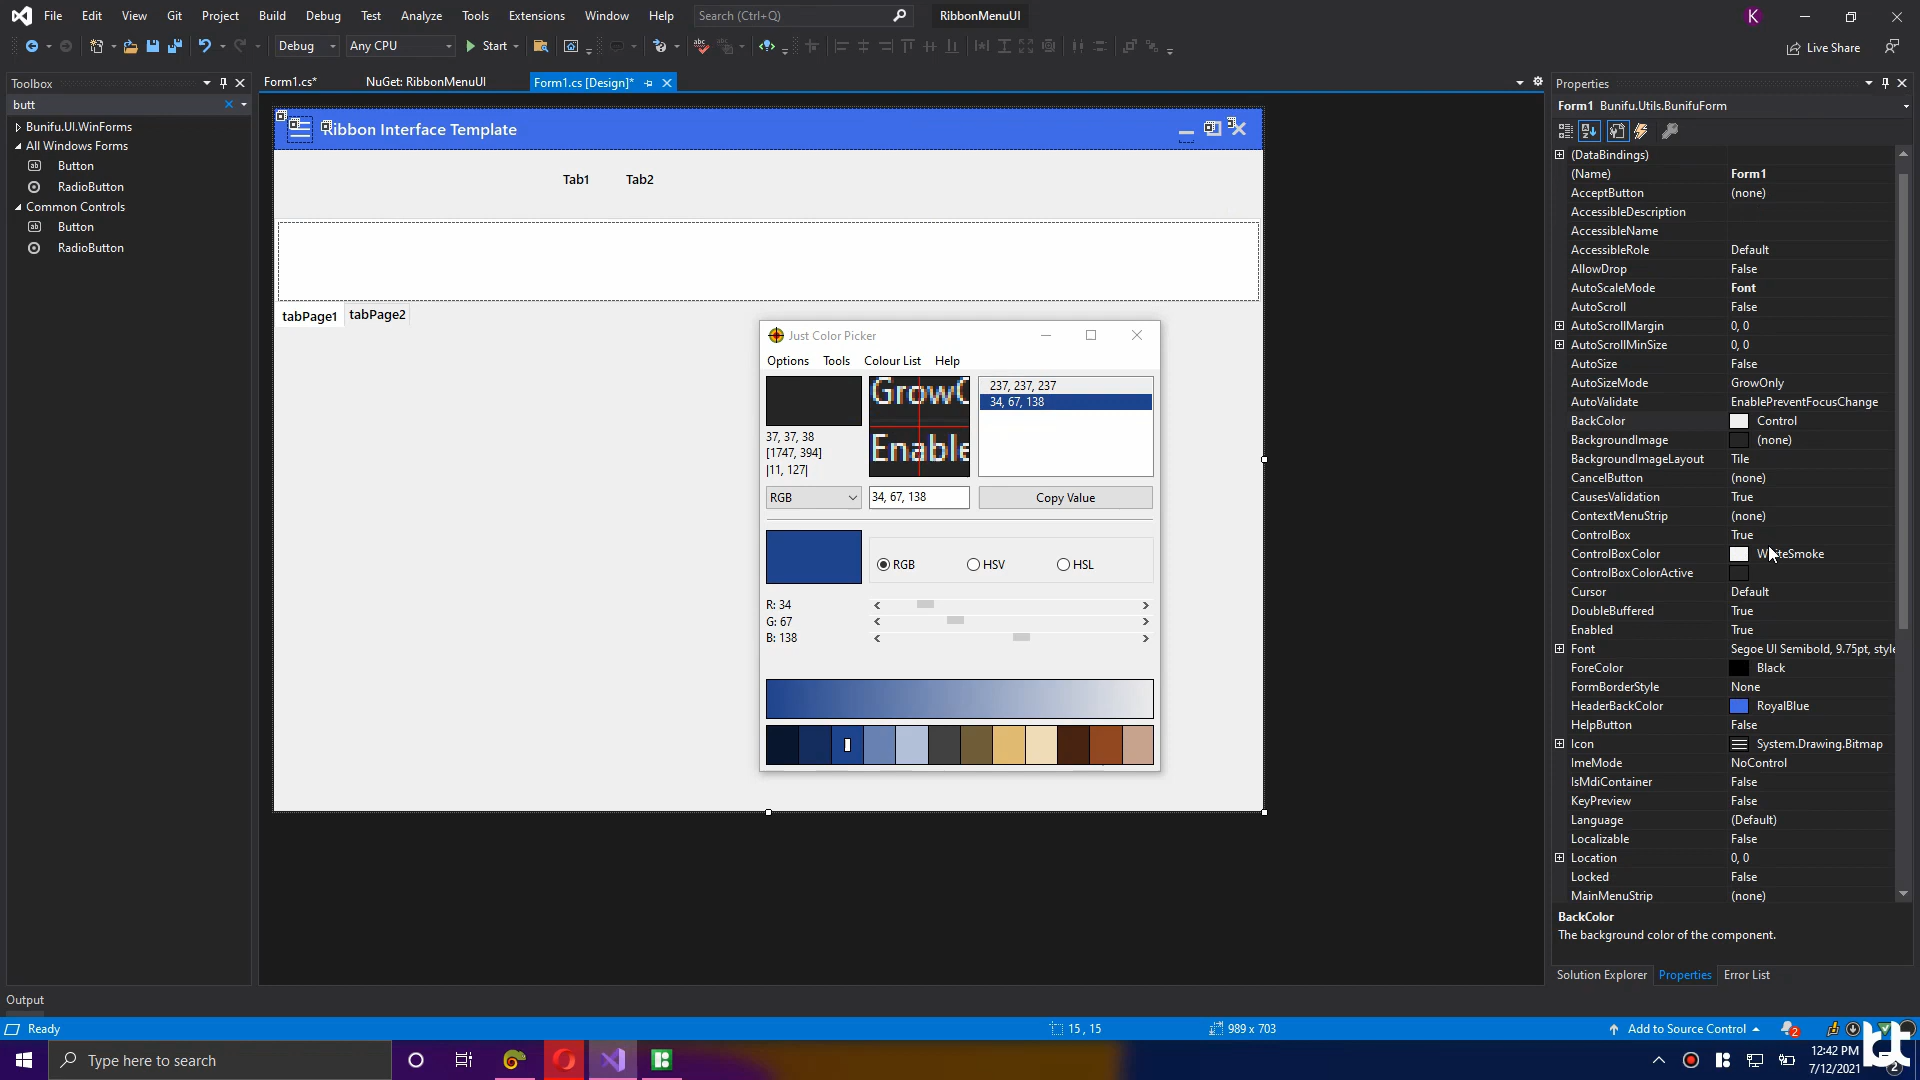 File Edit View Git Project Build Debug Test Analyze Tools Extensions Window Help Search (Ctrl+Q) RibbonMenuUI K
Debug Any CPU Start Live Share
Toolbox
butt
Bunifu.UI.WinForms
All Windows Forms
Button
RadioButton
Common Controls
Button
RadioButton
Form1.cs* NuGet: RibbonMenuUI Form1.cs [Design]*
Ribbon Interface Template
Tab1 Tab2
tabPage1 tabPage2
Just Color Picker
Options Tools Colour List Help
GrowC
Enable
237, 237, 237
34, 67, 138
37, 37, 38
[1747, 394]
|11, 127|
RGB 34, 67, 138 Copy Value
RGB HSV HSL
R: 34
G: 67
B: 138
Properties
Form1 Bunifu.Utils.BunifuForm
(DataBindings)
(Name) Form1
AcceptButton (none)
AccessibleDescription
AccessibleName
AccessibleRole Default
AllowDrop False
AutoScaleMode Font
AutoScroll False
AutoScrollMargin 0, 0
AutoScrollMinSize 0, 0
AutoSize False
AutoSizeMode GrowOnly
AutoValidate EnablePreventFocusChange
BackColor Control
BackgroundImage (none)
BackgroundImageLayout Tile
CancelButton (none)
CausesValidation True
ContextMenuStrip (none)
ControlBox True
ControlBoxColor WhiteSmoke
ControlBoxColorActive
Cursor Default
DoubleBuffered True
Enabled True
Font Segoe UI Semibold, 9.75pt, style
ForeColor Black
FormBorderStyle None
HeaderBackColor RoyalBlue
HelpButton False
Icon System.Drawing.Bitmap
ImeMode NoControl
IsMdiContainer False
KeyPreview False
Language (Default)
Localizable False
Location 0, 0
Locked False
MainMenuStrip (none)
BackColor
The background color of the component.
Solution Explorer Properties Error List
Output
Ready 15 , 15 989 x 703 Add to Source Control 2
Type here to search 12:42 PM
7/12/2021 2